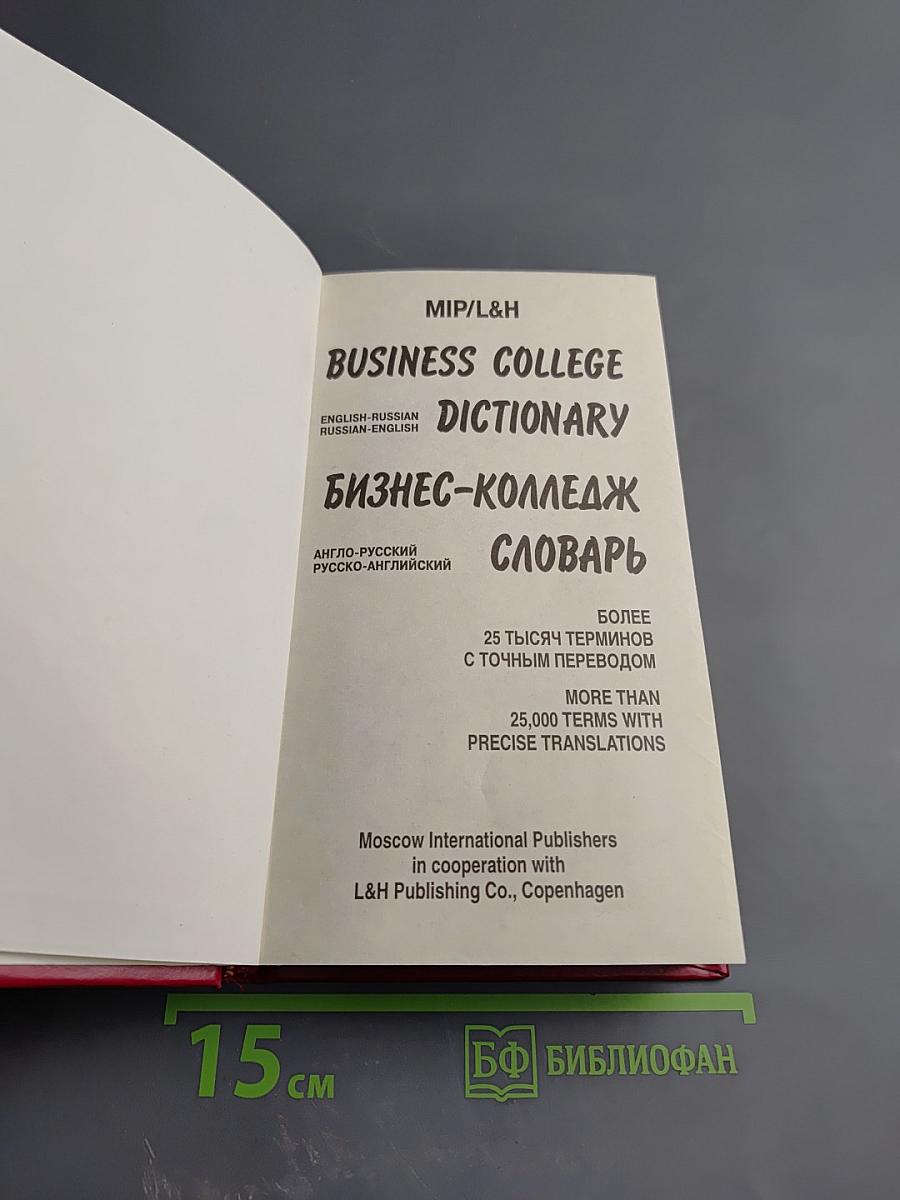 MIP/L&H
BUSINESS COLLEGE
ENGLISH-RUSSIAN
RUSSIAN-ENGLISH
DICTIONARY
БИЗНЕС-КОЛЛЕДЖ
АНГЛО-РУССКИЙ
РУССКО-АНГЛИЙСКИЙ
СЛОВАРЬ
БОЛЕЕ
25 ТЫСЯЧ ТЕРМИНОВ
С ТОЧНЫМ ПЕРЕВОДОМ
MORE THAN
25,000 TERMS WITH
PRECISE TRANSLATIONS
Moscow International Publishers
in cooperation with
L&H Publishing Co., Copenhagen
15 см
БФ БИБЛИОФАН